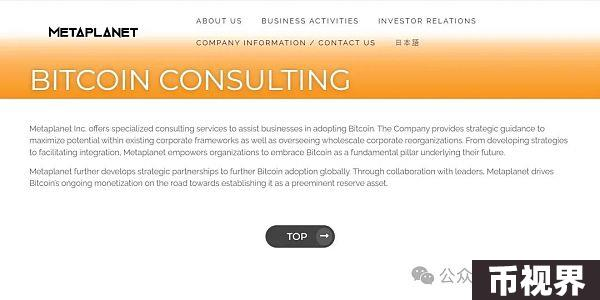 METAPLANET
ABOUT US BUSINESS ACTIVITIES INVESTOR RELATIONS
COMPANY INFORMATION / CONTACT US 日本語
BITCOIN CONSULTING
Metaplanet Inc. offers specialized consulting services to assist businesses in adopting Bitcoin. The Company provides strategic guidance to
maximize potential within existing corporate frameworks as well as overseeing wholescale corporate reorganizations. From developing strategies
to facilitating integration, Metaplanet empowers organizations to embrace Bitcoin as a fundamental pillar underlying their future.
Metaplanet further develops strategic partnerships to further Bitcoin adoption globally. Through collaboration with leaders, Metaplanet drives
Bitcoin's ongoing monetization on the road towards establishing it as a preeminent reserve asset.
TOP
公众
币视界